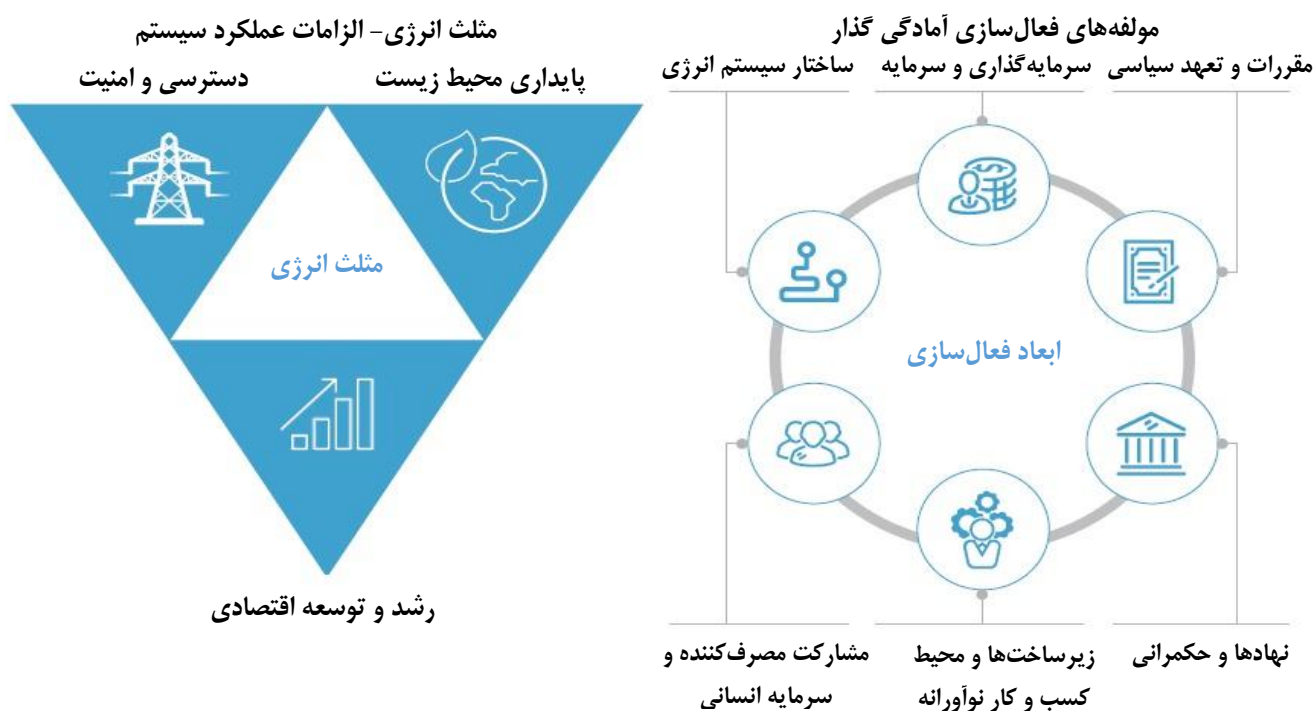 مولفه‌های فعال‌سازی آمادگی گذار
مقررات و تعهد سیاسی
سرمایه‌گذاری و سرمایه
ساختار سیستم انرژی
ابعاد فعال‌سازی
نهادها و حکمرانی
زیرساخت‌ها و محیط
کسب و کار نوآورانه
مشارکت مصرف‌کننده و
سرمایه انسانی
مثلث انرژی- الزامات عملکرد سیستم
پایداری محیط زیست
دسترسی و امنیت
مثلث انرژی
رشد و توسعه اقتصادی